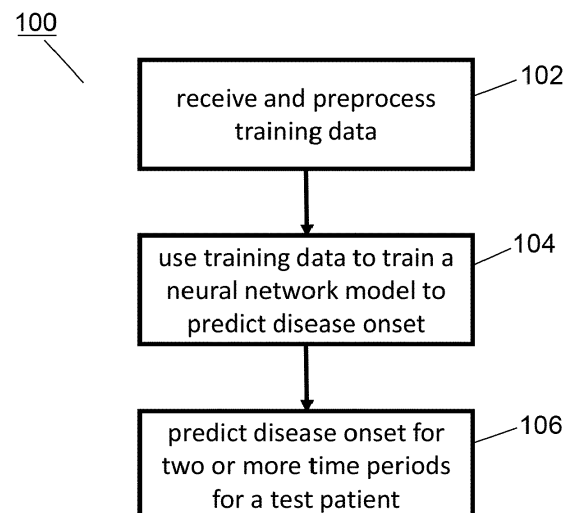 100
102
receive and preprocess
training data
104
use training data to train a
neural network model to
predict disease onset
106
predict disease onset for
two or more time periods
for a test patient